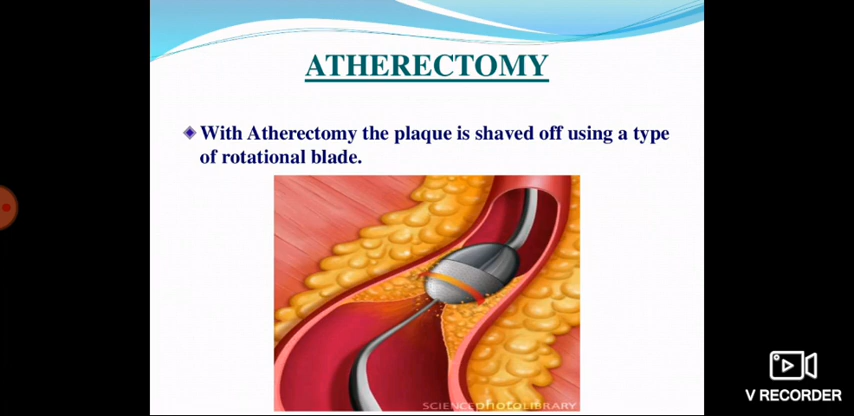 ATHERECTOMY
With Atherectomy the plaque is shaved off using a type
of rotational blade.
SCIENCEPHOTOLIBRARY
V RECORDER